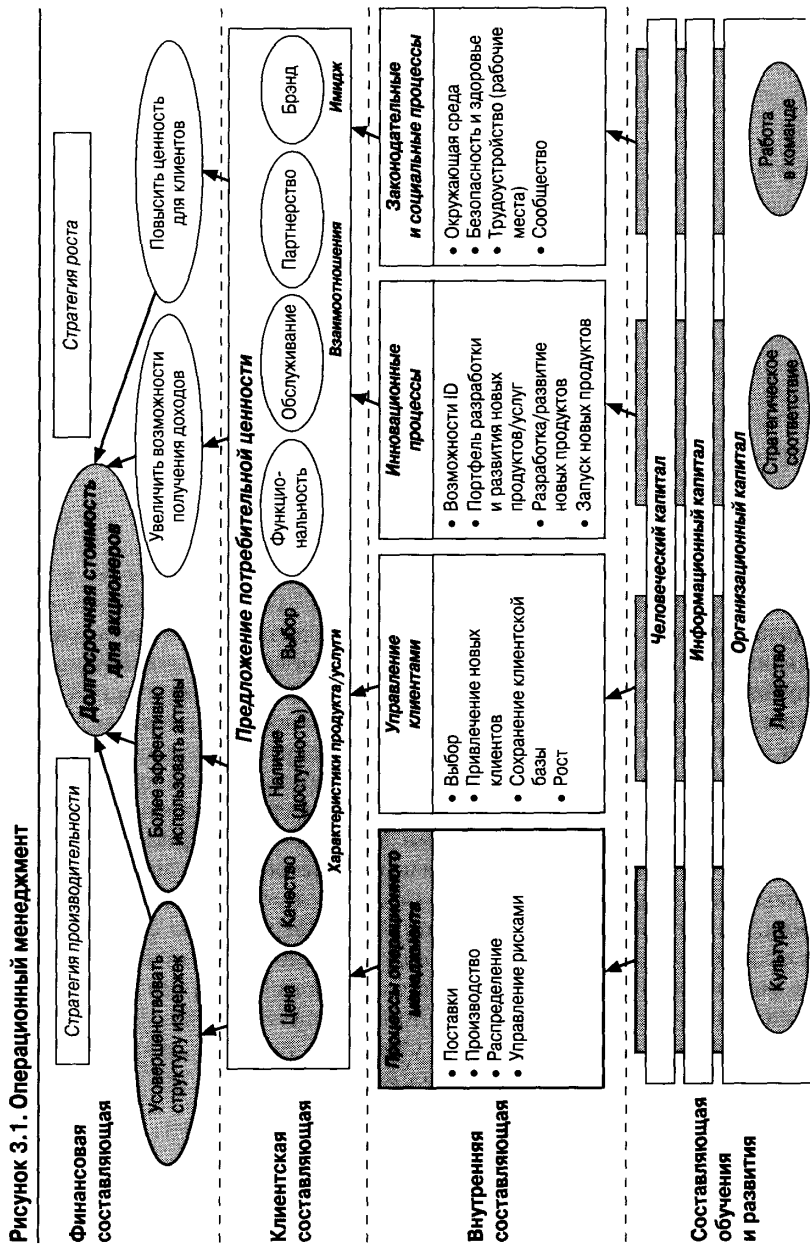 Рисунок 3.1. Операционный менеджмент
Финансовая
составляющая
Стратегия производительности
Стратегия роста
Долгосрочная стоимость
для акционеров
Усовершенствовать
структуру издержек
Более эффективно
использовать активы
Увеличить возможности
получения доходов
Повысить ценность
для клиентов
Клиентская
составляющая
Предложение потребительной ценности
Цена
Качество
Наличие
(доступность)
Выбор
Функцио-
нальность
Обслуживание
Партнерство
Брэнд
Характеристики продукта/услуги
Взаимоотношения
Имидж
Внутренняя
составляющая
Процессы операционного
менеджмента
• Поставки
• Производство
• Распределение
• Управление рисками
Управление
клиентами
• Выбор
• Привлечение новых
клиентов
• Сохранение клиентской
базы
• Рост
Инновационные
процессы
• Возможности ID
• Портфель разработки
и развития новых
продуктов/услуг
• Разработка/развитие
новых продуктов
• Запуск новых продуктов
Законодательные
и социальные процессы
• Окружающая среда
• Безопасность и здоровье
• Трудоустройство (рабочие
места)
• Сообщество
Составляющая
обучения
и развития
Человеческий капитал
Информационный капитал
Организационный капитал
Культура
Лидерство
Стратегическое
соответствие
Работа
в команде